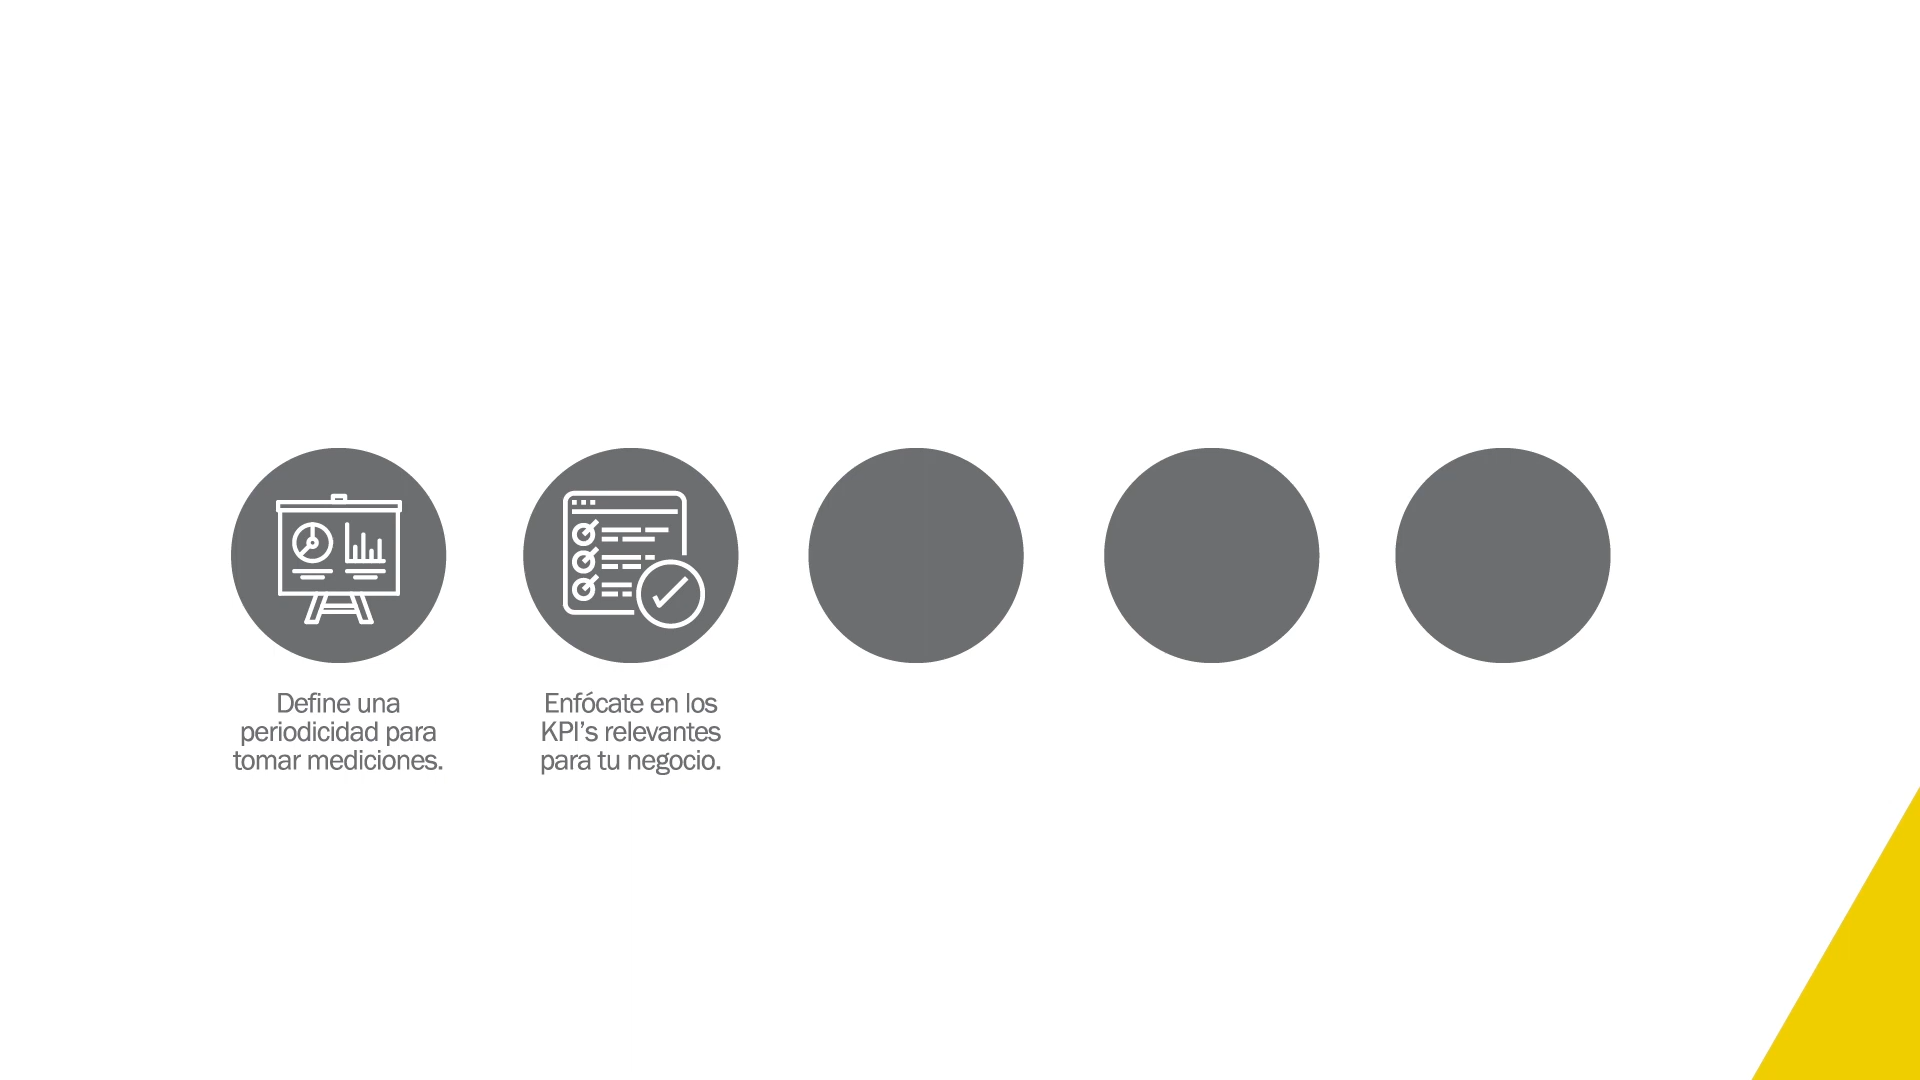 Define una
periodicidad para
tomar mediciones.
Enfócate en los
KPI’s relevantes
para tu negocio.